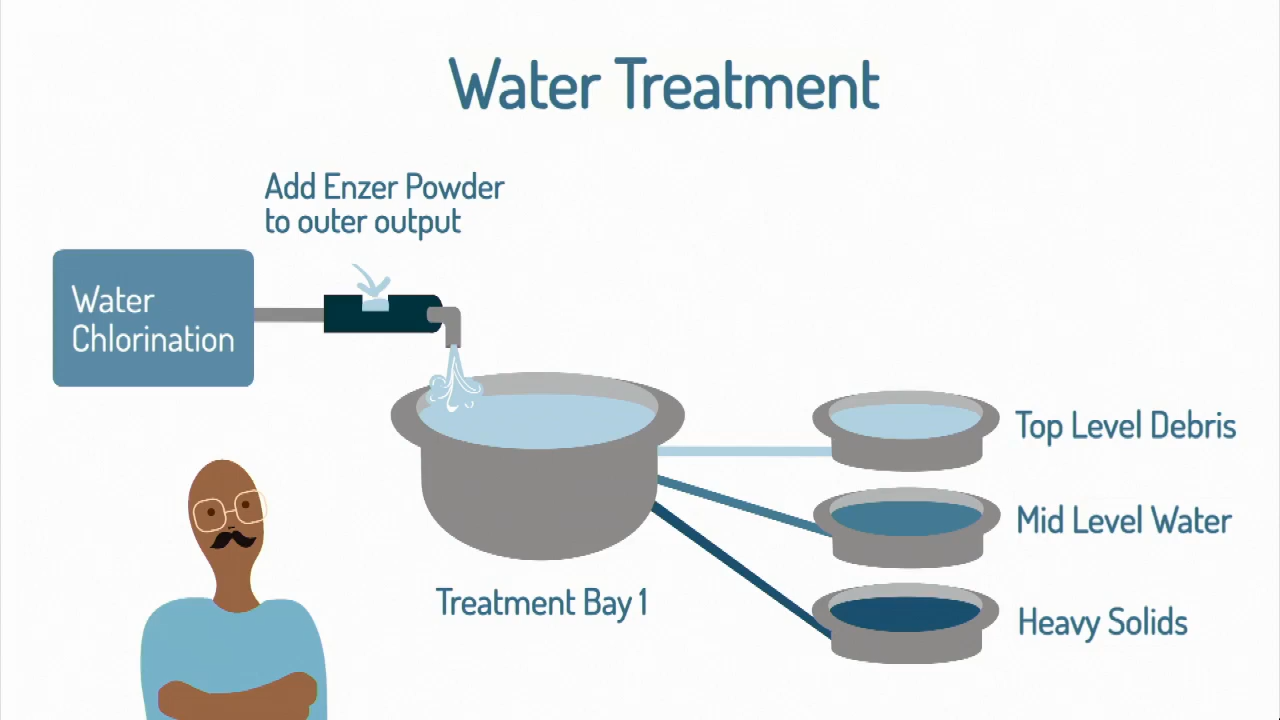 Water Treatment
Add Enzer Powder
to outer output
Water
Chlorination
Top Level Debris
Mid Level Water
Treatment Bay 1
Heavy Solids